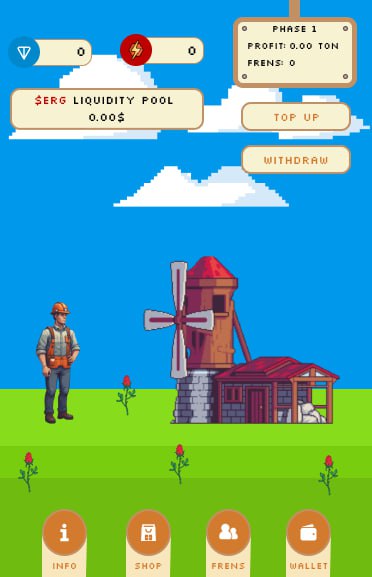 PHASE 1
PROFIT: 0.00 TON
FRENS: 0
0
0
$ERG LIQUIDITY POOL
0.00$
TOP UP
WITHDRAW
INFO
SHOP
FRENS
WALLET